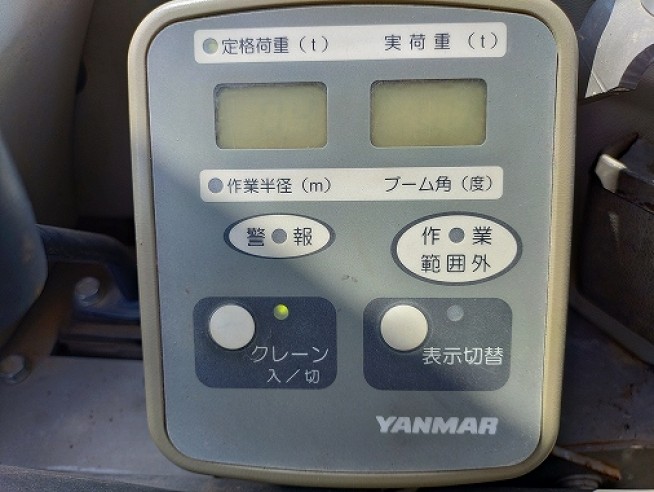 定格荷重（t） 実荷重（t）
作業半径（m） ブーム角（度）
警報
作業
範囲外
クレーン
入／切
表示切替
YANMAR